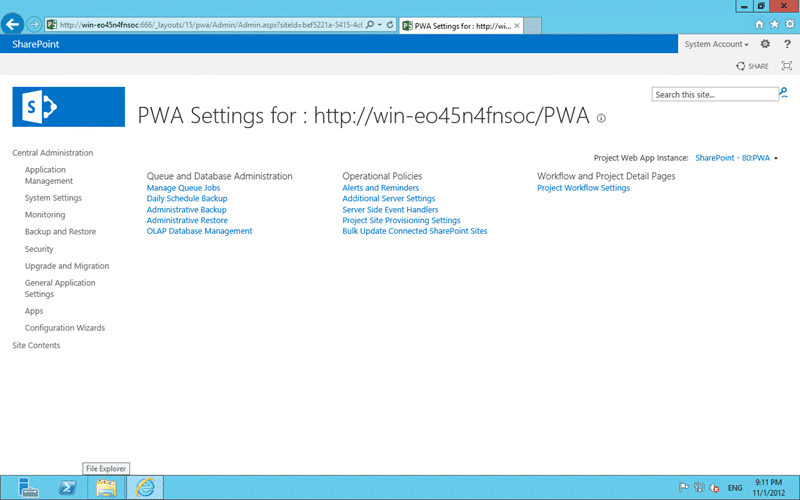 http://win-eo45n4fnsoc:666/_layouts/15/pwa/Admin/Admin.aspx?siteId=bef5221a-5415-4c6
PWA Settings for : http://wi...
SharePoint
System Account
?
SHARE
S
PWA Settings for : http://win-eo45n4fnsoc/PWA
Search this site...
Project Web App Instance: SharePoint - 80:PWA
Central Administration
Application
Management
System Settings
Monitoring
Backup and Restore
Security
Upgrade and Migration
General Application
Settings
Apps
Configuration Wizards
Site Contents
Queue and Database Administration
Manage Queue Jobs
Daily Schedule Backup
Administrative Backup
Administrative Restore
OLAP Database Management
Operational Policies
Alerts and Reminders
Additional Server Settings
Server Side Event Handlers
Project Site Provisioning Settings
Bulk Update Connected SharePoint Sites
Workflow and Project Detail Pages
Project Workflow Settings
File Explorer
ENG
9:11 PM
11/1/2012